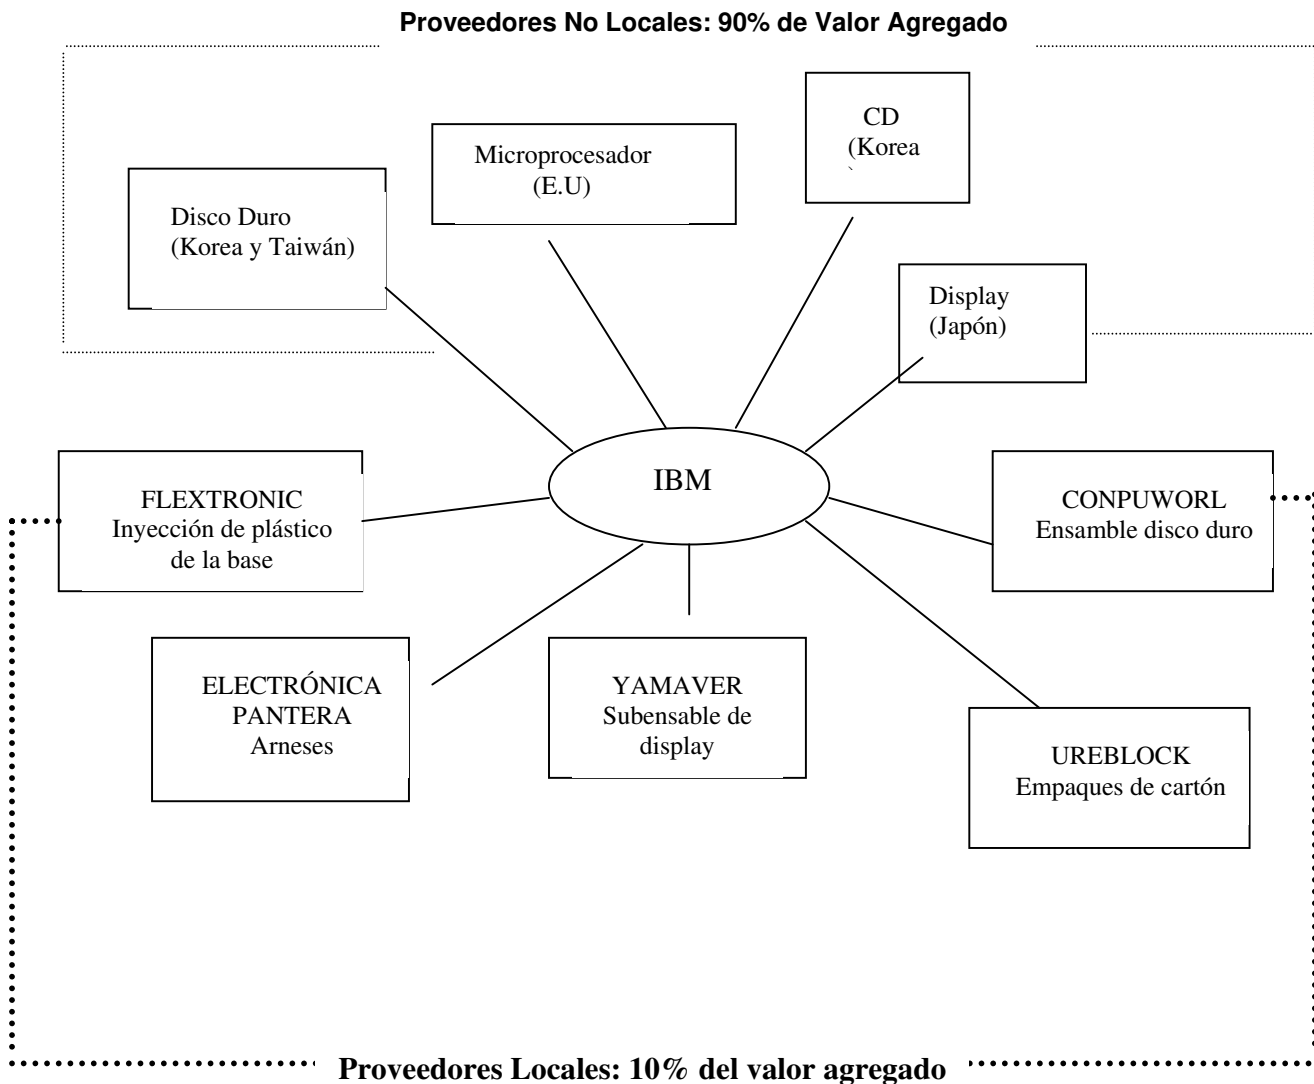 Proveedores No Locales: 90% de Valor Agregado
CD
(Korea
)
Microprocesador
(E.U)
Disco Duro
(Korea y Taiwán)
Display
(Japón)
IBM
FLEXTRONIC
Inyección de plástico
de la base
CONPUWORL
Ensamble disco duro
ELECTRÓNICA
PANTERA
Arneses
YAMAVER
Subensable de
display
UREBLOCK
Empaques de cartón
Proveedores Locales: 10% del valor agregado